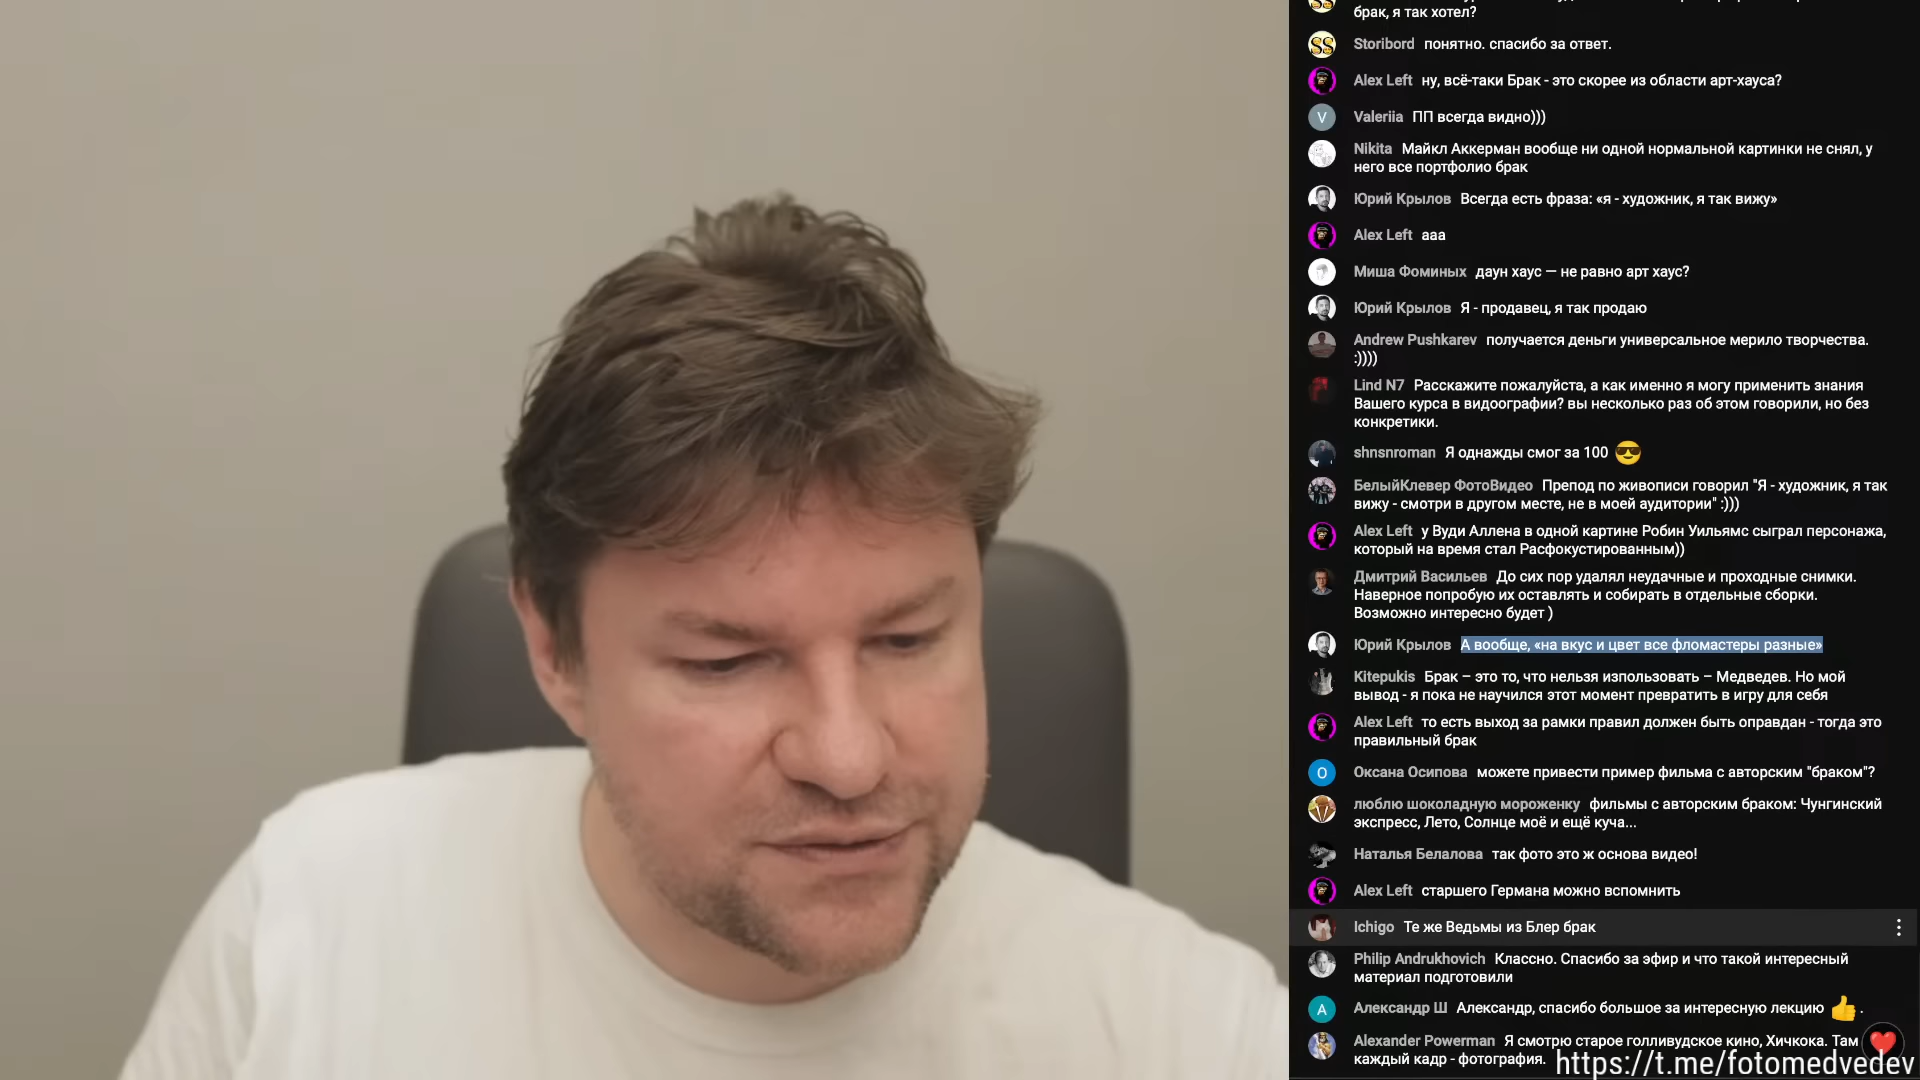 брак, я так хотел?
Storibord понятно. спасибо за ответ.
Alex Left ну, всё-таки Брак - это скорее из области арт-хауса?
V
Valeriia ПП всегда видно)))
Nikita Майкл Аккерман вообще ни одной нормальной картинки не снял, у
него все портфолио брак
Юрий Крылов Всегда есть фраза: «я - художник, я так вижу»
Alex Left ааа
Миша Фоминых даун хаус — не равно арт хаус?
Юрий Крылов Я - продавец, я так продаю
Andrew Pushkarev получается деньги универсальное мерило творчества.
:))))
Lind N7 Расскажите пожалуйста, а как именно я могу применить знания
Вашего курса в видоографии? вы несколько раз об этом говорили, но без
конкретики.
shnsnroman Я однажды смог за 100 😎
БелыйКлевер ФотоВидео Препод по живописи говорил "Я - художник, я так
вижу - смотри в другом месте, не в моей аудитории" :)))
Alex Left у Вуди Аллена в одной картине Робин Уильямс сыграл персонажа,
который на время стал Расфокустированным))
Дмитрий Васильев До сих пор удалял неудачные и проходные снимки.
Наверное попробую их оставлять и собирать в отдельные сборки.
Возможно интересно будет )
Юрий Крылов А вообще, «на вкус и цвет все фломастеры разные»
Kitepukis Брак – это то, что нельзя изпользовать – Медведев. Но мой
вывод - я пока не научился этот момент превратить в игру для себя
Alex Left то есть выход за рамки правил должен быть оправдан - тогда это
правильный брак
О
Оксана Осипова можете привести пример фильма с авторским "браком"?
люблю шоколадную мороженку фильмы с авторским браком: Чунгинский
экспресс, Лето, Солнце моё и ещё куча...
Наталья Белалова так фото это ж основа видео!
Alex Left старшего Германа можно вспомнить
Ichigo Те же Ведьмы из Блер брак
Philip Andrukhovich Классно. Спасибо за эфир и что такой интересный
материал подготовили
А
Александр Ш Александр, спасибо большое за интересную лекцию 👍 .
Alexander Powerman Я смотрю старое голливудское кино, Хичкока. Там
каждый кадр - фотография.
https://t.me/fotomedvedev